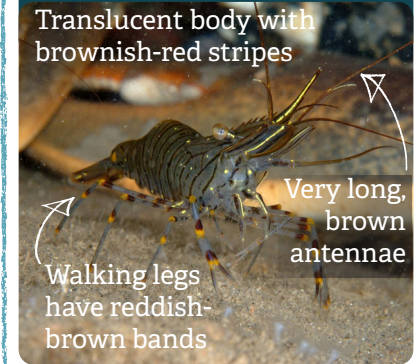 Translucent body with
brownish-red stripes
Very long,
brown
antennae
Walking legs
have reddish-
brown bands